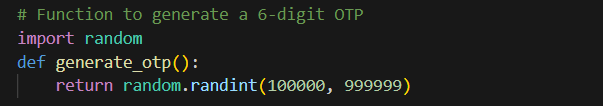 # Function to generate a 6-digit OTP
import random
def generate_otp():
    return random.randint(100000, 999999)